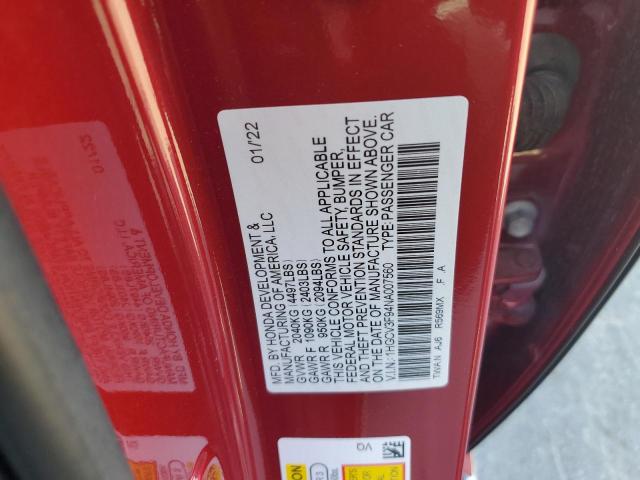 01/'22
MFD. BY HONDA DEVELOPMENT &
MANUFACTURING OF AMERICA, LLC
GVWR 2040KG (4497LBS)
GAWR F 1090KG (2403LBS)
GAWR R 950KG (2094LBS)
THIS VEHICLE CONFORMS TO ALL APPLICABLE
FEDERAL MOTOR VEHICLE SAFETY, BUMPER,
AND THEFT PREVENTION STANDARDS IN EFFECT
ON THE DATE OF MANUFACTURE SHOWN ABOVE.
V.I.N.:1HGCV3F94NA007560 TYPE:PASSENGER CAR
TWAN AJ6 R569MX F A
VO